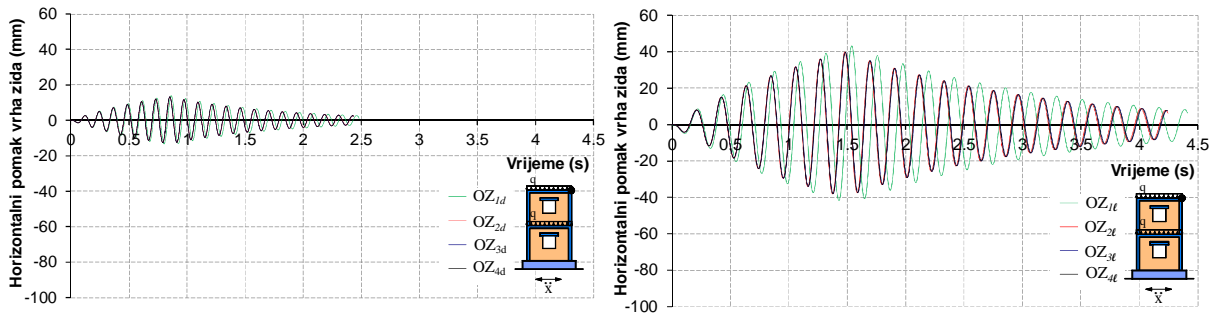 Horizontalni pomak vrha zida (mm)
60
40
20
0
-20
-40
-60
-80
-100
0
0.5
1
1.5
2
2.5
3
3.5
4
4.5
Vrijeme (s)
OZ1d
OZ2d
OZ3d
OZ4d
q
q
ẍ
Horizontalni pomak vrha zida (mm)
60
40
20
0
-20
-40
-60
-80
-100
0
0.5
1
1.5
2
2.5
3
3.5
4
4.5
Vrijeme (s)
OZ1ℓ
OZ2ℓ
OZ3ℓ
OZ4ℓ
q
q
ẍ